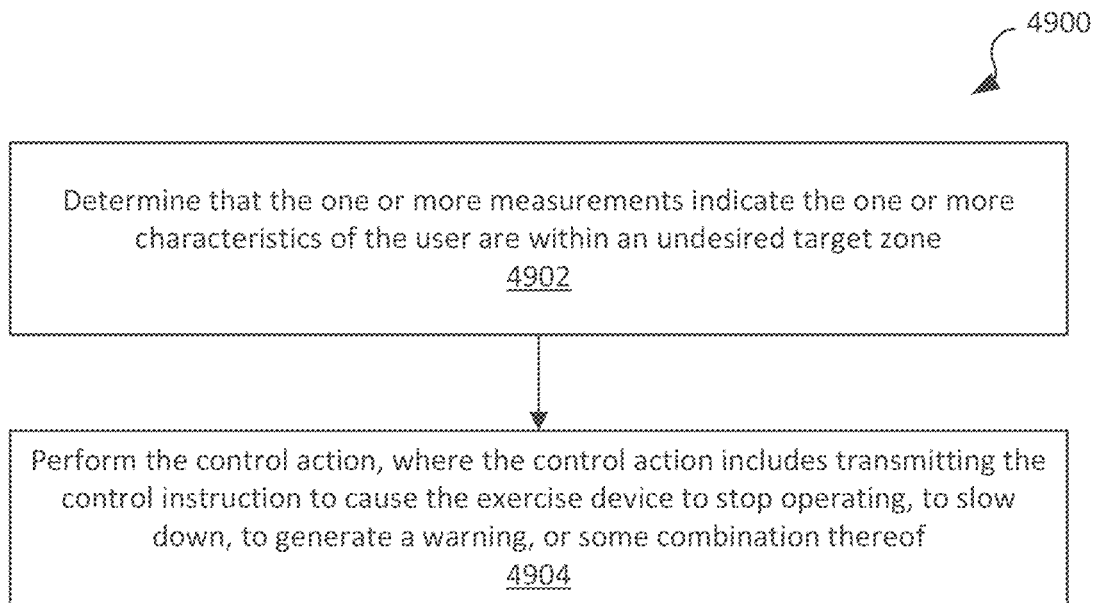 4900
Determine that the one or more measurements indicate the one or more
characteristics of the user are within an undesired target zone
4902
Perform the control action, where the control action includes transmitting the
control instruction to cause the exercise device to stop operating, to slow
down, to generate a warning, or some combination thereof
4904